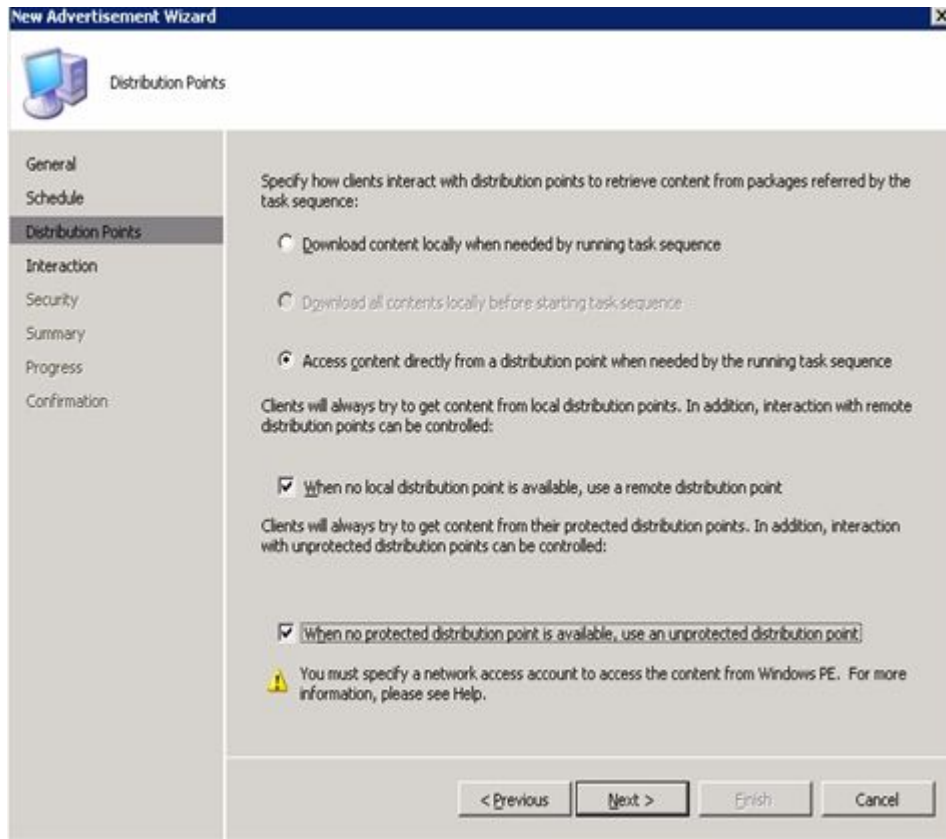 New Advertisement Wizard
Distribution Points
General
Schedule
Distribution Points
Interaction
Security
Summary
Progress
Confirmation
Specify how clients interact with distribution points to retrieve content from packages referred by the
task sequence:
Download content locally when needed by running task sequence
Download all contents locally before starting task sequence
Access content directly from a distribution point when needed by the running task sequence
Clients will always try to get content from local distribution points. In addition, interaction with remote
distribution points can be controlled:
When no local distribution point is available, use a remote distribution point
Clients will always try to get content from their protected distribution points. In addition, interaction
with unprotected distribution points can be controlled:
When no protected distribution point is available, use an unprotected distribution point
You must specify a network access account to access the content from Windows PE. For more
information, please see Help.
< Previous
Next >
Finish
Cancel